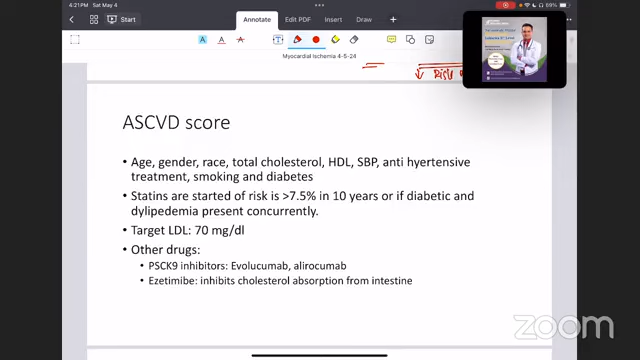 4:21 PM Sat May 4
69%
Start
Annotate
Edit PDF
Insert
Draw
Myocardial Ischemia 4-5-24
Risk
ASCVD score
• Age, gender, race, total cholesterol, HDL, SBP, anti hyertensive
treatment, smoking and diabetes
• Statins are started of risk is >7.5% in 10 years or if diabetic and
dylipedemia present concurrently.
• Target LDL: 70 mg/dl
• Other drugs:
• PSCK9 inhibitors: Evolucumab, alirocumab
• Ezetimibe: inhibits cholesterol absorption from intestine
zoom